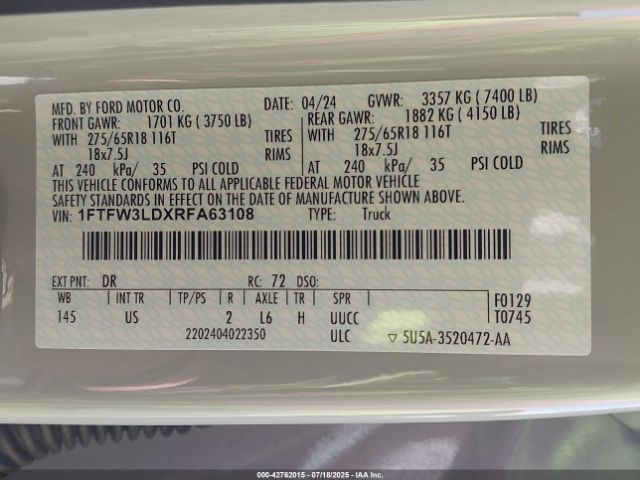 MFD. BY FORD MOTOR CO.
DATE: 04/24 GVWR: 3357 KG ( 7400 LB)
FRONT GAWR: 1701 KG ( 3750 LB)
REAR GAWR: 1882 KG ( 4150 LB)
WITH 275/65R18 116T TIRES
WITH 275/65R18 116T TIRES
18x7.5J RIMS
18x7.5J RIMS
AT 240 kPa/ 35 PSI COLD
AT 240 kPa/ 35 PSI COLD
THIS VEHICLE CONFORMS TO ALL APPLICABLE FEDERAL MOTOR VEHICLE
SAFETY STANDARDS IN EFFECT ON THE DATE OF MANUFACTURE SHOWN ABOVE.
VIN: 1FTFW3LDXRFA63108 TYPE: Truck
EXT PNT: DR RC: 72 DSO:
WB INT TR TP/PS R AXLE TR SPR
145 US 2 L6 H UUCC
F0129
T0745
2202404022350 ULC ▽ 5U5A-3520472-AA
000-42762015 - 07/18/2025 - IAAI.COM